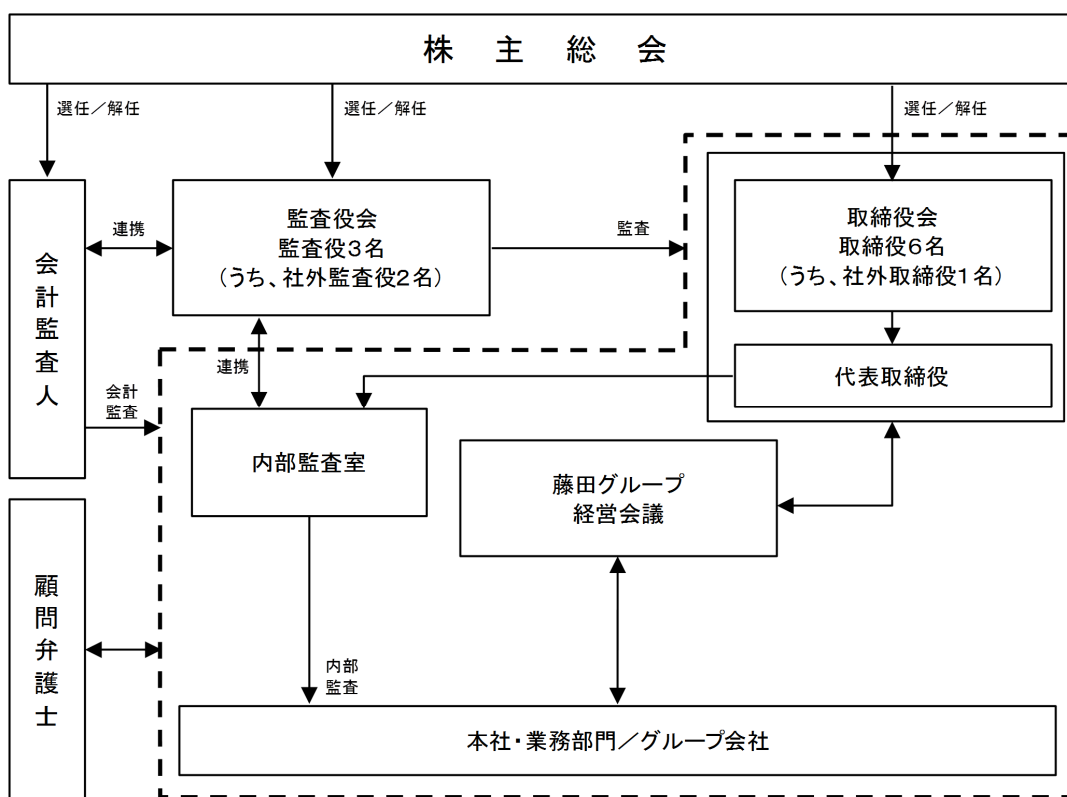 株主総会
選任／解任
選任／解任
選任／解任
会計監査人
連携
監査役会
監査役3名
（うち、社外監査役2名）
監査
取締役会
取締役6名
（うち、社外取締役1名）
代表取締役
連携
会計
監査
内部監査室
藤田グループ
経営会議
顧問弁護士
内部
監査
本社・業務部門／グループ会社